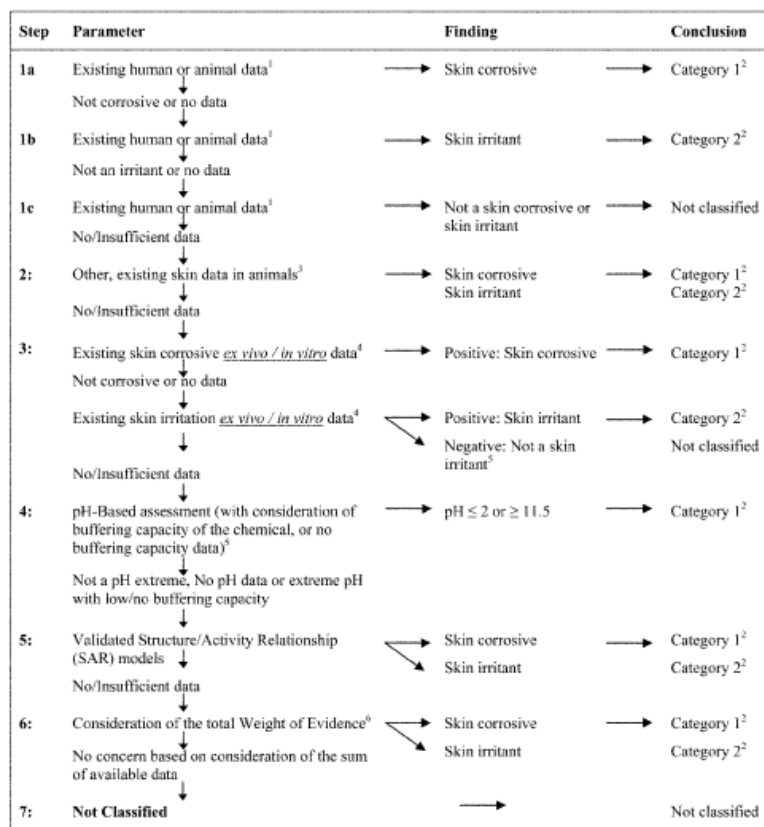 Step Parameter Finding Conclusion
1a Existing human or animal data¹ Skin corrosive Category 1²
Not corrosive or no data
1b Existing human or animal data¹ Skin irritant Category 2²
Not an irritant or no data
1c Existing human or animal data¹ Not a skin corrosive or Not classified
skin irritant
No/Insufficient data
2: Other, existing skin data in animals³ Skin corrosive Category 1²
Skin irritant Category 2²
No/Insufficient data
3: Existing skin corrosive ex vivo / in vitro data⁴ Positive: Skin corrosive Category 1²
Not corrosive or no data
Existing skin irritation ex vivo / in vitro data⁴ Positive: Skin irritant Category 2²
Negative: Not a skin Not classified
irritant⁵
No/Insufficient data
4: pH-Based assessment (with consideration of pH ≤ 2 or ≥ 11.5 Category 1²
buffering capacity of the chemical, or no
buffering capacity data)⁵
Not a pH extreme, No pH data or extreme pH
with low/no buffering capacity
5: Validated Structure/Activity Relationship Skin corrosive Category 1²
(SAR) models Skin irritant Category 2²
No/Insufficient data
6: Consideration of the total Weight of Evidence⁶ Skin corrosive Category 1²
Skin irritant Category 2²
No concern based on consideration of the sum
of available data
7: Not Classified Not classified